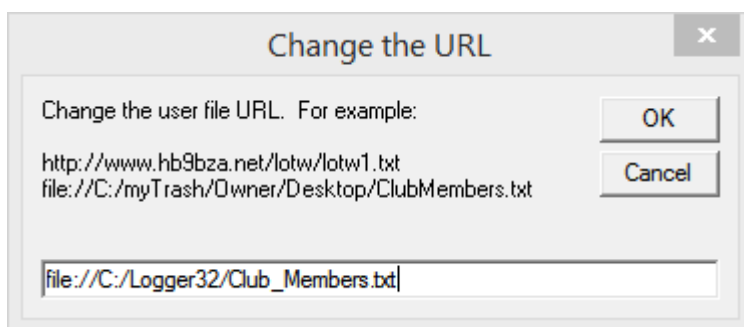 Change the URL
x
Change the user file URL. For example:
OK
http://www.hb9bza.net/lotw/lotw1.txt
file://C:/myTrash/Owner/Desktop/ClubMembers.txt
Cancel
file://C:/Logger32/Club_Members.txt